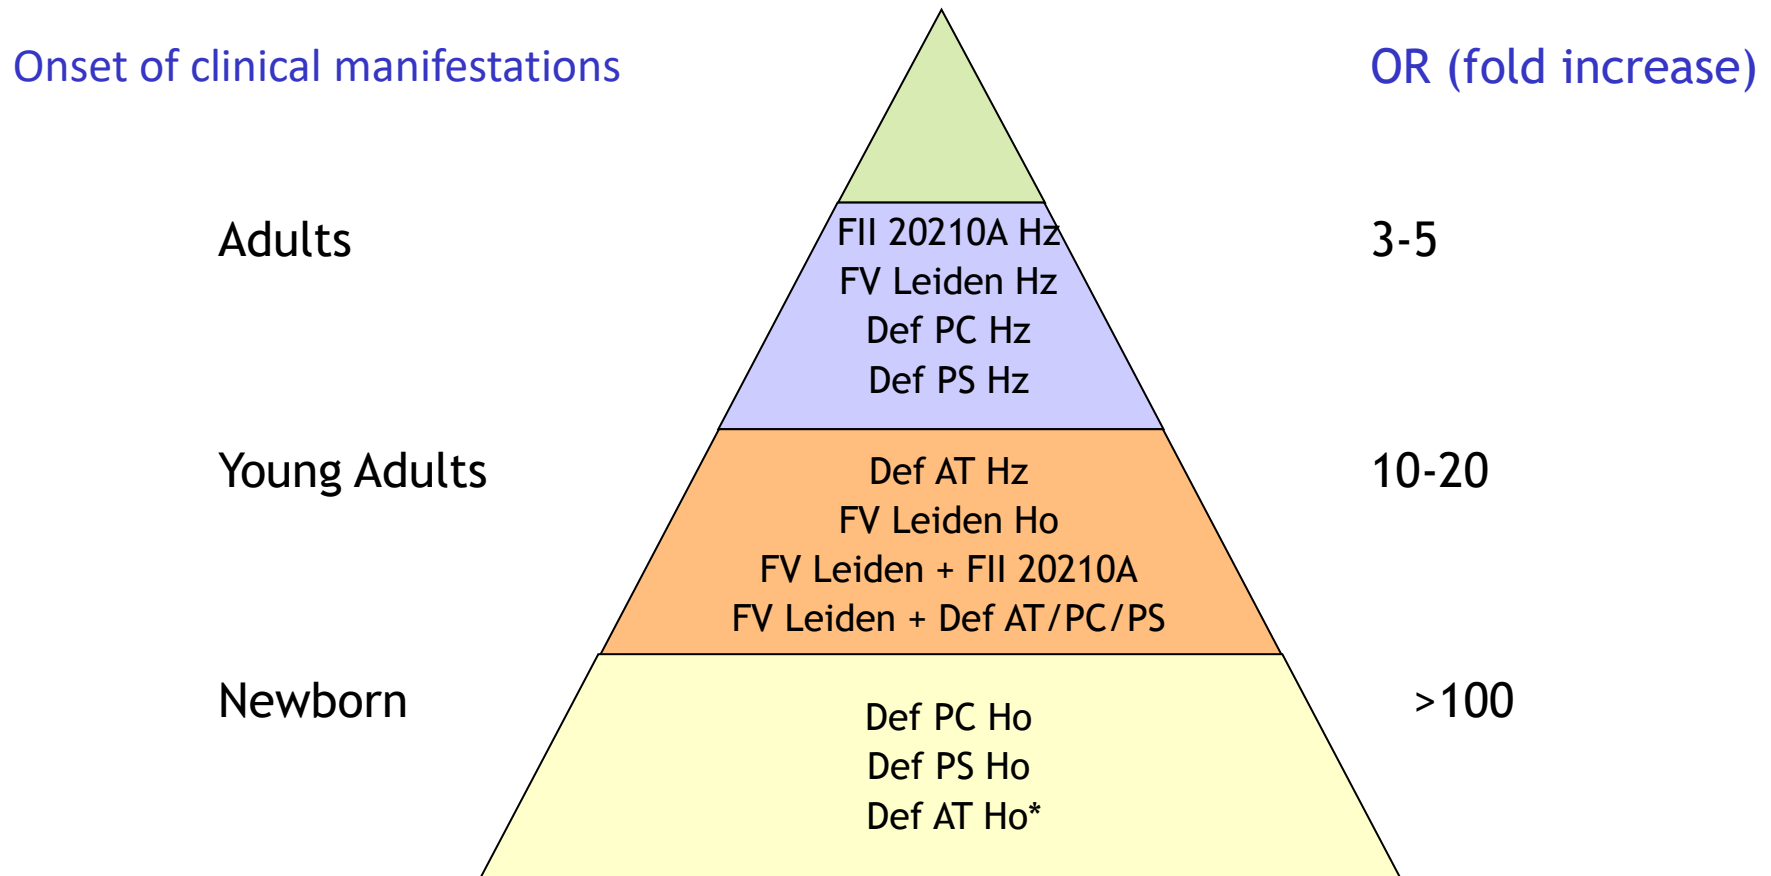 Onset of clinical manifestations
OR (fold increase)
Adults
FII 20210A Hz
FV Leiden Hz
Def PC Hz
Def PS Hz
3-5
Young Adults
Def AT Hz
FV Leiden Ho
FV Leiden + FII 20210A
FV Leiden + Def AT/PC/PS
10-20
Newborn
Def PC Ho
Def PS Ho
Def AT Ho*
>100